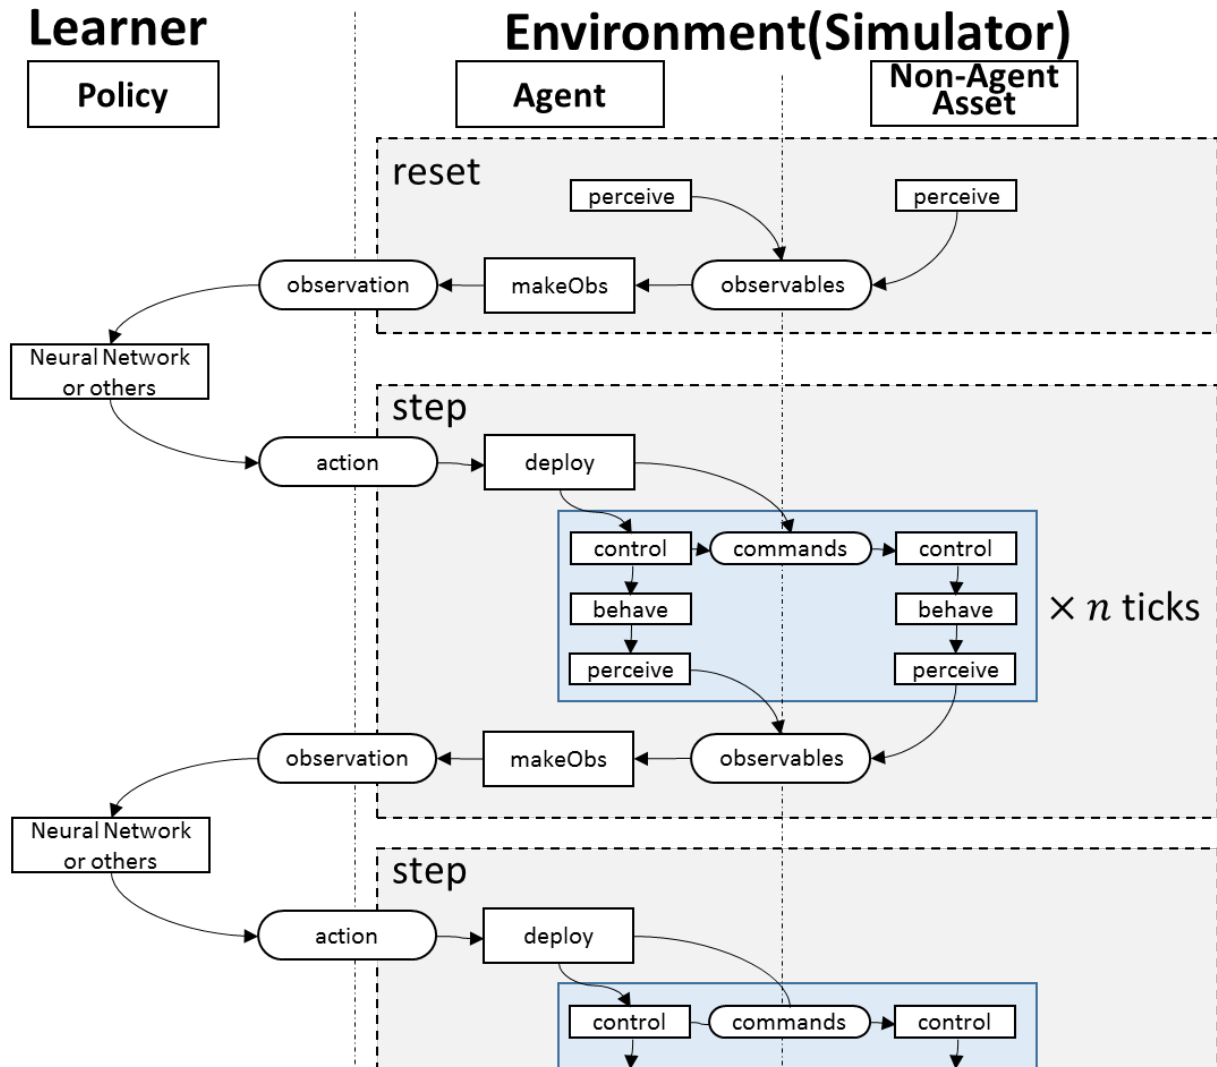 Learner
Environment(Simulator)
Policy
Agent
Non-Agent
Asset
reset
perceive
perceive
observation
makeObs
observables
Neural Network
or others
step
action
deploy
control
commands
control
behave
behave
× n ticks
perceive
perceive
observation
makeObs
observables
Neural Network
or others
step
action
deploy
control
commands
control